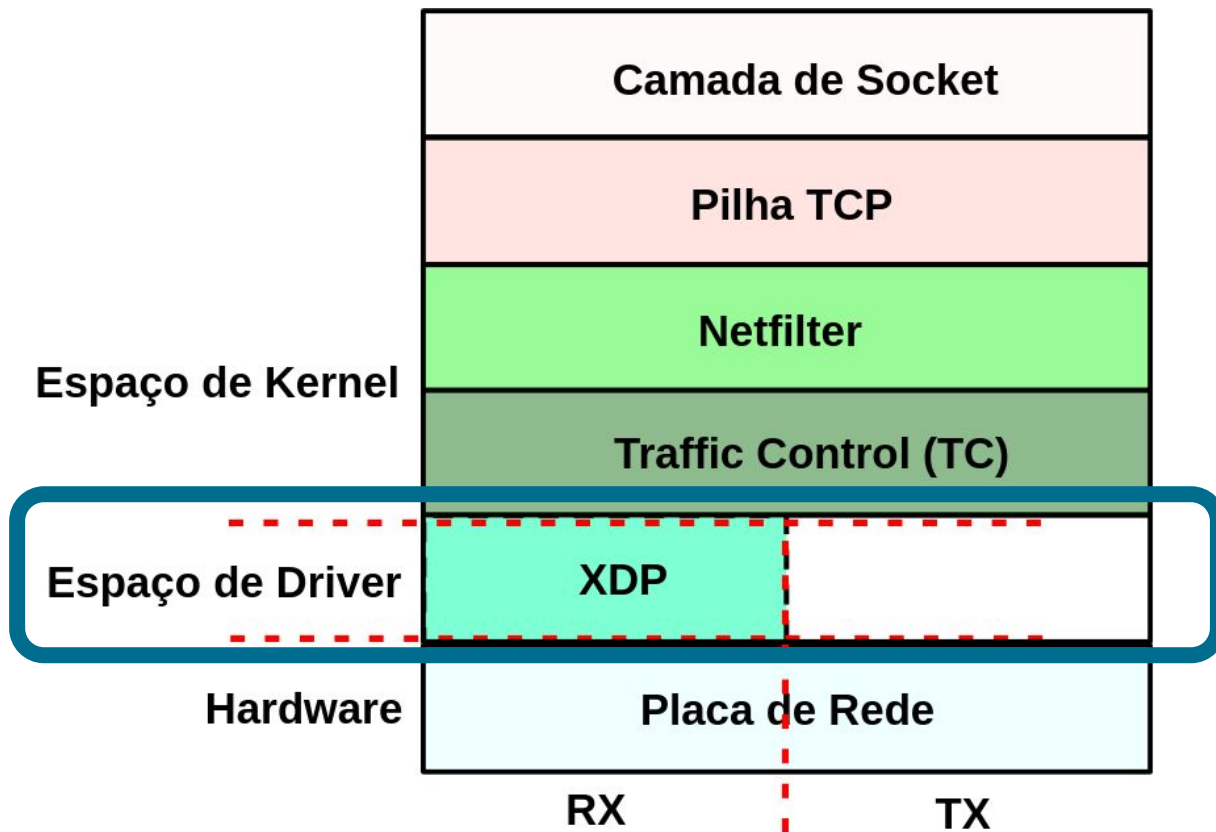 Camada de Socket
Pilha TCP
Netfilter
Espaço de Kernel
Traffic Control (TC)
Espaço de Driver
XDP
Hardware
Placa de Rede
RX
TX